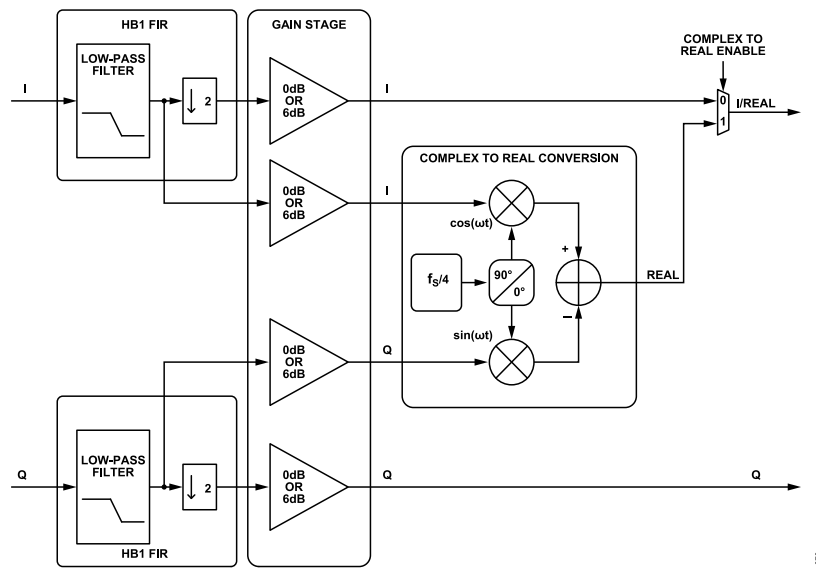 HB1 FIR
GAIN STAGE
LOW-PASS
FILTER
I
2
0dB
OR
6dB
I
COMPLEX TO
REAL ENABLE
0
1
I/REAL
0dB
OR
6dB
I
COMPLEX TO REAL CONVERSION
cos(ωt)
fS/4
90°
0°
+
REAL
–
sin(ωt)
0dB
OR
6dB
Q
LOW-PASS
FILTER
Q
2
0dB
OR
6dB
Q
Q
HB1 FIR